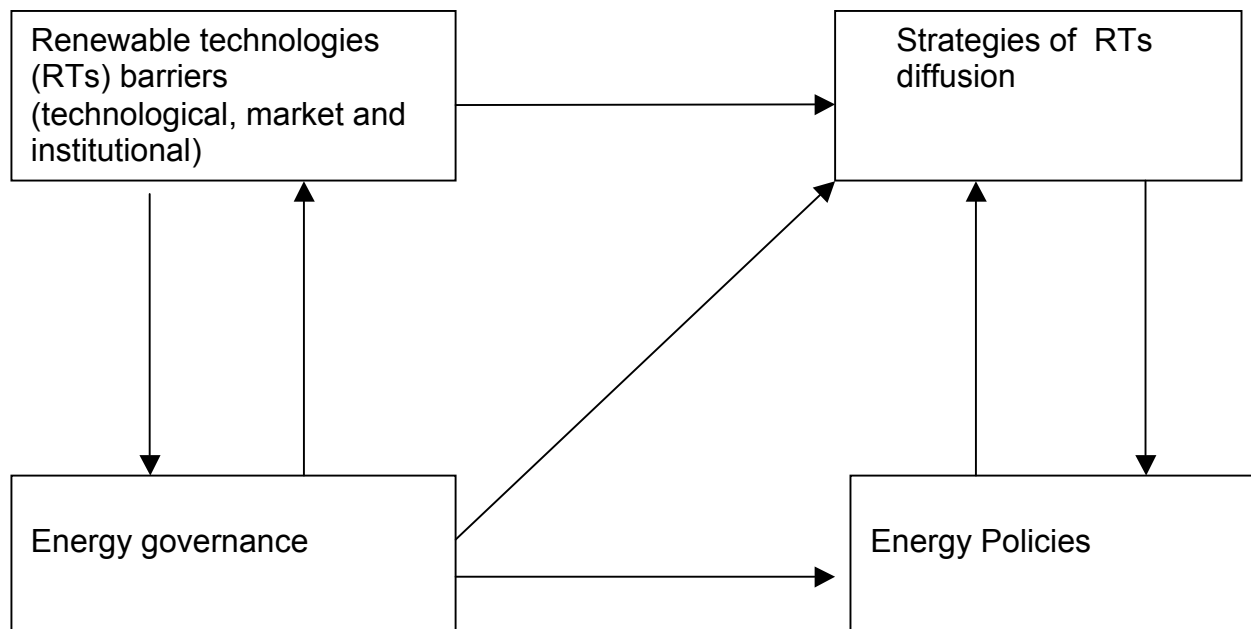 Renewable technologies
(RTs) barriers
(technological, market and
institutional)
Strategies of  RTs
diffusion
Energy governance
Energy Policies